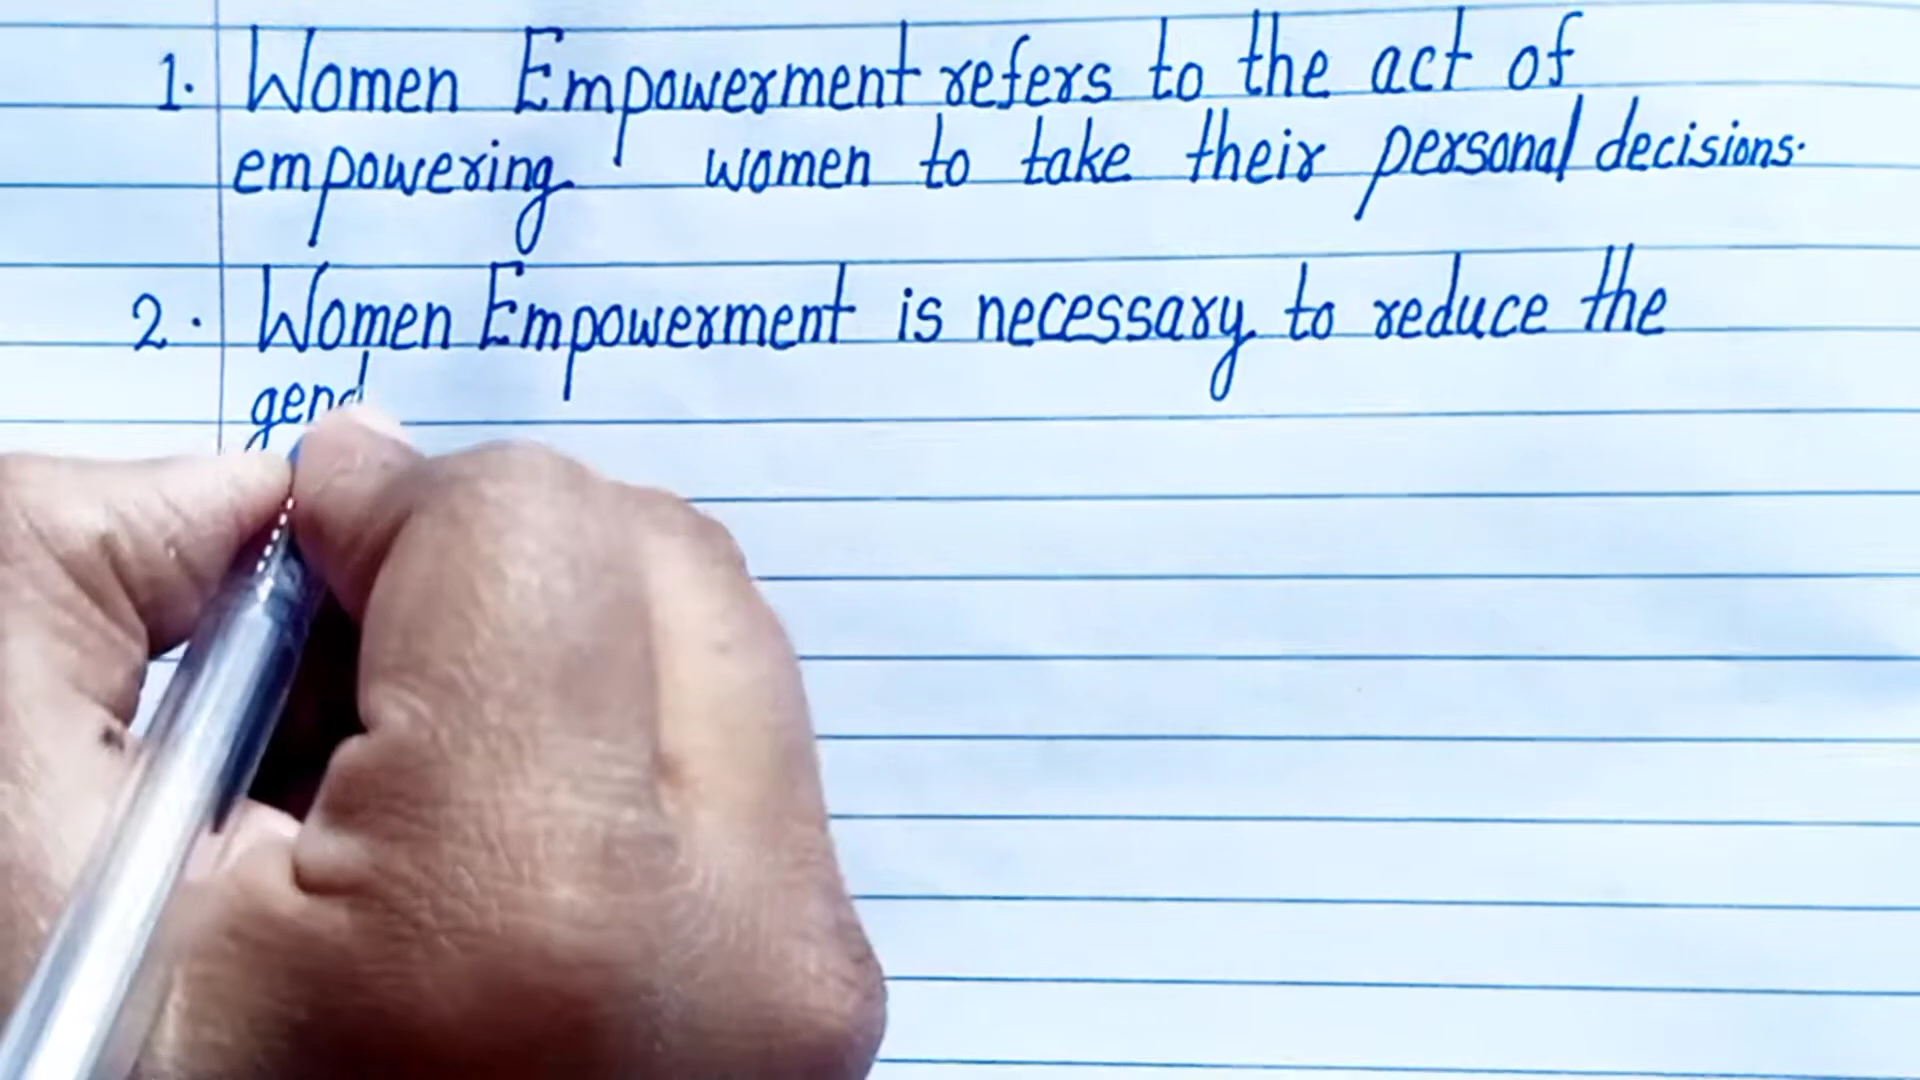 1. Women Empowerment refers to the act of
empowering women to take their personal decisions.
2. Women Empowerment is necessary to reduce the
gend